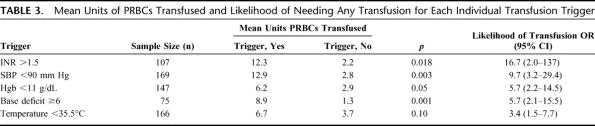 TABLE 3. Mean Units of PRBCs Transfused and Likelihood of Needing Any Transfusion for Each Individual Transfusion Trigger
Mean Units PRBCs Transfused
Trigger Sample Size (n) Trigger, Yes Trigger, No p Likelihood of Transfusion OR (95% CI)
INR >1.5 107 12.3 2.2 0.018 16.7 (2.0–137)
SBP <90 mm Hg 169 12.9 2.8 0.003 9.7 (3.2–29.4)
Hgb <11 g/dL 147 6.2 2.9 0.05 5.7 (2.2–14.5)
Base deficit ≥6 75 8.9 1.3 0.001 5.7 (2.1–15.5)
Temperature <35.5°C 166 6.7 3.7 0.10 3.4 (1.5–7.7)